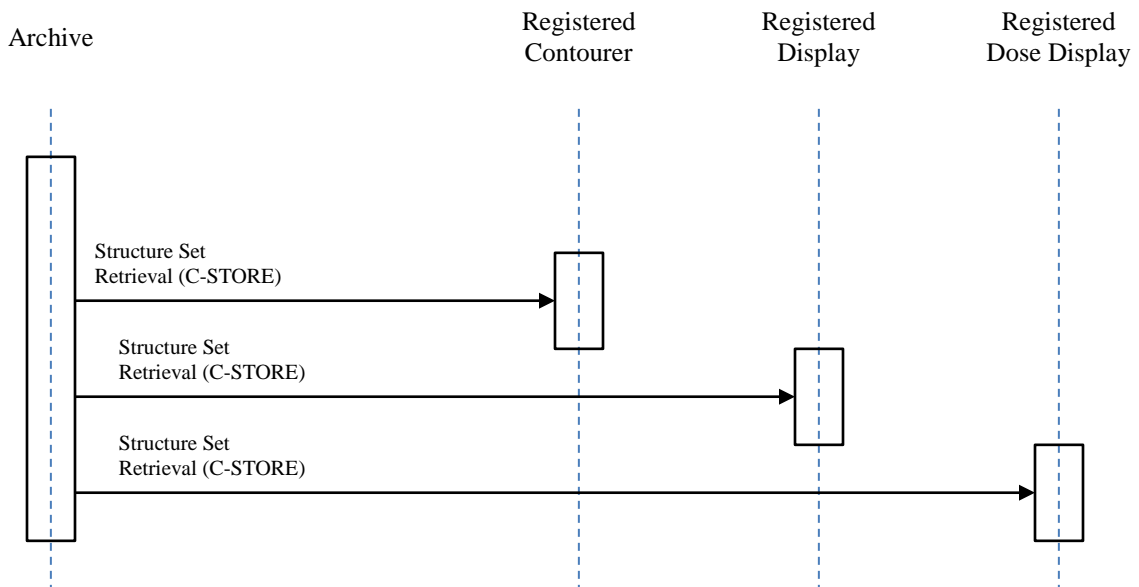 Archive
Registered
Contourer
Registered
Display
Registered
Dose Display
Structure Set
Retrieval (C-STORE)
Structure Set
Retrieval (C-STORE)
Structure Set
Retrieval (C-STORE)